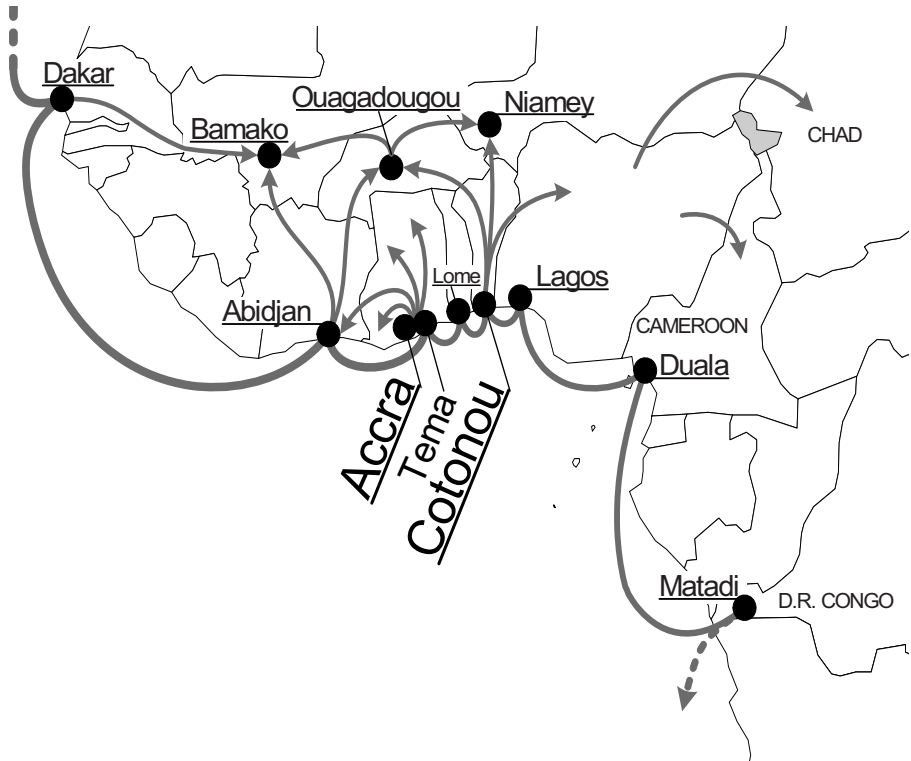 Dakar
Ouagadougou
Niamey
Bamako
CHAD
Lome
Lagos
Abidjan
CAMEROON
Duala
Accra
Tema
Cotonou
Matadi
D.R. CONGO